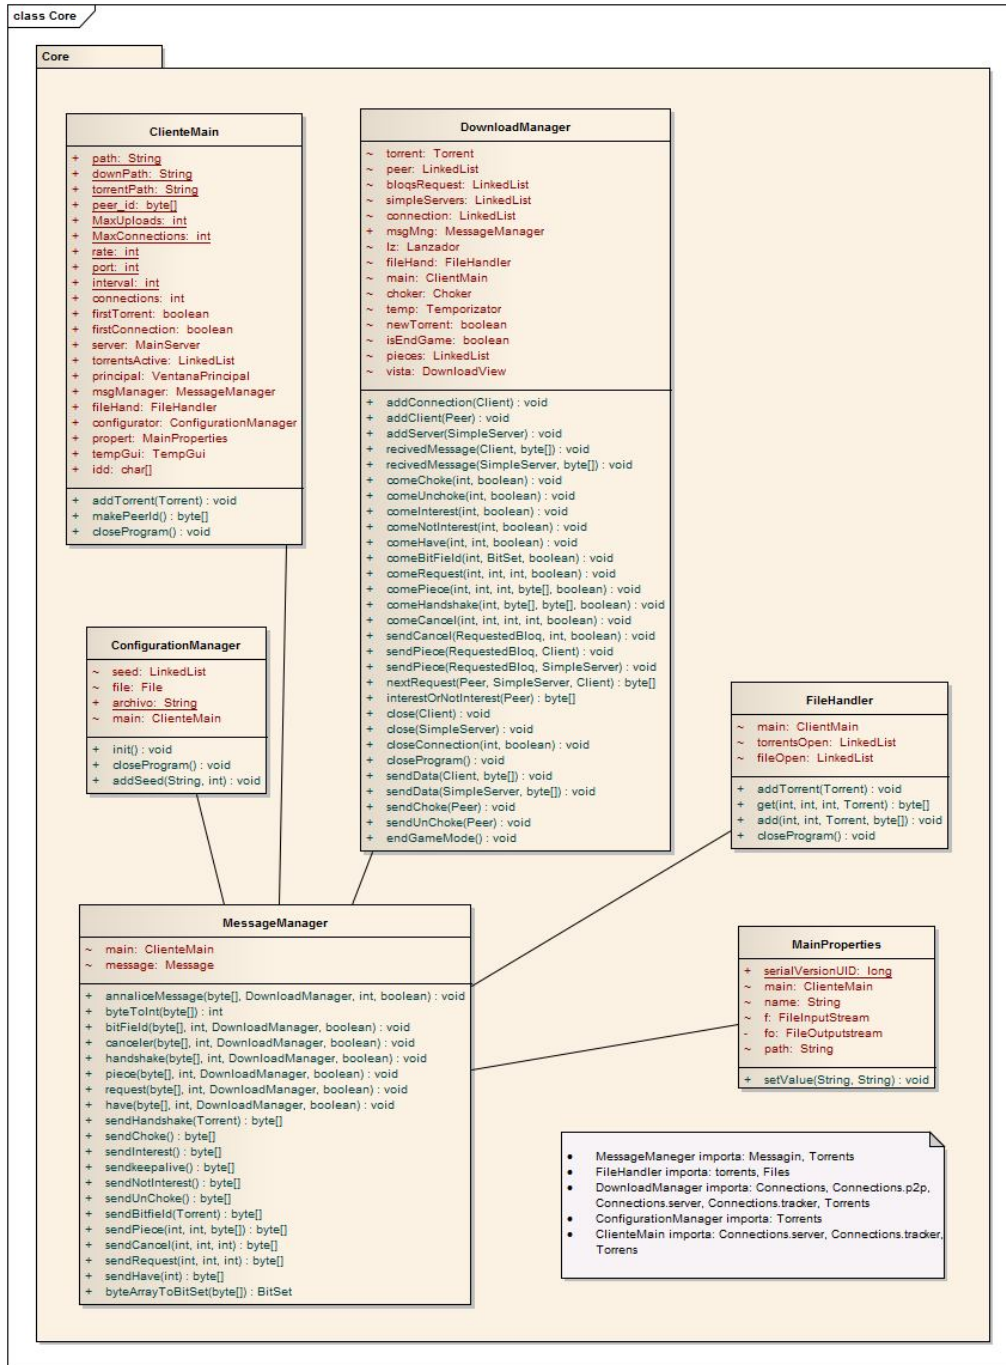 class Core
Core
ClienteMain
+ path: String
+ downPath: String
+ torrentPath: String
+ peer_id: byte[]
+ MaxUploads: int
+ MaxConnections: int
+ rate: int
+ port: int
+ interval: int
~ connections: int
~ firstTorrent: boolean
~ firstConnection: boolean
~ server: MainServer
~ torrentsActive: LinkedList
~ principal: VentanaPrincipal
~ msgManager: MessageManager
~ fileHand: FileHandler
~ configurator: ConfigurationManager
~ propert: MainProperties
~ tempGui: TempGui
~ idd: char[]
+ addTorrent(Torrent) : void
+ makePeerId() : byte[]
+ closeProgram() : void
DownloadManager
~ torrent: Torrent
~ peer: LinkedList
~ bloqsRequest: LinkedList
~ simpleServers: LinkedList
~ connection: LinkedList
+ msgMng: MessageManager
~ lz: Lanzador
~ fileHand: FileHandler
~ main: ClientMain
~ choker: Choker
~ temp: Temporizator
~ newTorrent: boolean
~ isEndGame: boolean
~ pieces: LinkedList
~ vista: DownloadView
+ addConnection(Client) : void
+ addClient(Peer) : void
+ addServer(SimpleServer) : void
+ recivedMessage(Client, byte[]) : void
+ recivedMessage(SimpleServer, byte[]) : void
+ comeChoke(int, boolean) : void
+ comeUnchoke(int, boolean) : void
+ comeInterest(int, boolean) : void
+ comeNotInterest(int, boolean) : void
+ comeHave(int, int, boolean) : void
+ comeBitField(int, BitSet, boolean) : void
+ comeRequest(int, int, int, boolean) : void
+ comePiece(int, int, int, byte[], boolean) : void
+ comeHandshake(int, byte[], byte[], boolean) : void
+ comeCancel(int, int, int, int, boolean) : void
+ sendCancel(RequestedBloq, int, boolean) : void
+ sendPiece(RequestedBloq, Client) : void
+ sendPiece(RequestedBloq, SimpleServer) : void
+ nextRequest(Peer, SimpleServer, Client) : byte[]
+ interestOrNotInterest(Peer) : byte[]
+ close(Client) : void
+ close(SimpleServer) : void
+ closeConnection(int, boolean) : void
+ closeProgram() : void
+ sendData(Client, byte[]) : void
+ sendData(SimpleServer, byte[]) : void
+ sendChoke(Peer) : void
+ sendUnChoke(Peer) : void
+ endGameMode() : void
ConfigurationManager
~ seed: LinkedList
~ file: File
+ archivo: String
~ main: ClienteMain
+ init() : void
+ closeProgram() : void
+ addSeed(String, int) : void
FileHandler
~ main: ClientMain
~ torrentsOpen: LinkedList
~ fileOpen: LinkedList
+ addTorrent(Torrent) : void
+ get(int, int, int, Torrent) : byte[]
+ add(int, int, Torrent, byte[]) : void
+ closeProgram() : void
MessageManager
~ main: ClienteMain
~ message: Message
+ annaliceMessage(byte[], DownloadManager, int, boolean) : void
+ byteToInt(byte[]) : int
+ bitField(byte[], int, DownloadManager, boolean) : void
+ canceler(byte[], int, DownloadManager, boolean) : void
+ handshake(byte[], int, DownloadManager, boolean) : void
+ piece(byte[], int, DownloadManager, boolean) : void
+ request(byte[], int, DownloadManager, boolean) : void
+ have(byte[], int, DownloadManager, boolean) : void
+ sendHandshake(Torrent) : byte[]
+ sendChoke() : byte[]
+ sendInterest() : byte[]
+ sendkeepalive() : byte[]
+ sendNotInterest() : byte[]
+ sendUnChoke() : byte[]
+ sendBitfield(Torrent) : byte[]
+ sendPiece(int, int, byte[]) : byte[]
+ sendCancel(int, int, int) : byte[]
+ sendRequest(int, int, int) : byte[]
+ sendHave(int) : byte[]
+ byteArrayToBitSet(byte[]) : BitSet
MainProperties
+ serialVersionUID: long
~ main: ClienteMain
~ name: String
~ f: FileInputStream
- fo: FileOutputstream
~ path: String
+ setValue(String, String) : void
• MessageManeger importa: Messagin, Torrents
• FileHandler importa: torrents, Files
• DownloadManager importa: Connections, Connections.p2p,
Connections.server, Connections.tracker, Torrents
• ConfigurationManager importa: Torrents
• ClienteMain importa: Connections.server, Connections.tracker,
Torrens